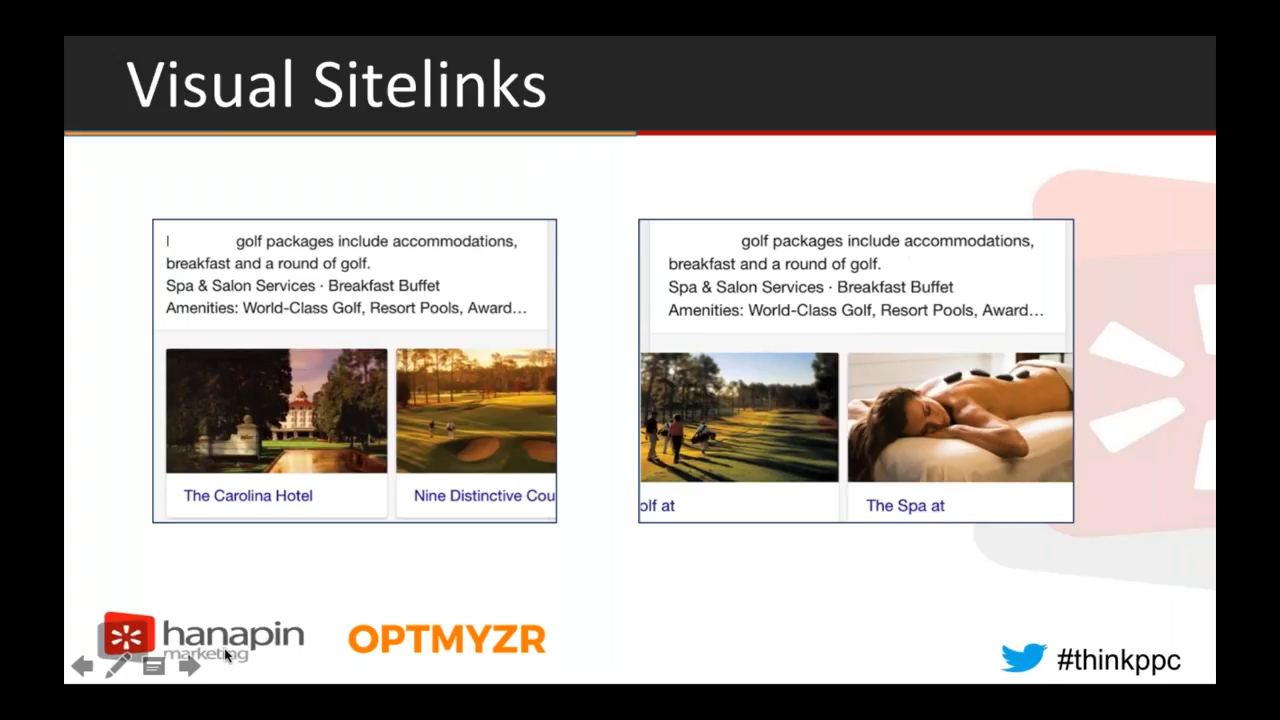 Visual Sitelinks
golf packages include accommodations,
breakfast and a round of golf.
Spa & Salon Services · Breakfast Buffet
Amenities: World-Class Golf, Resort Pools, Award…
The Carolina Hotel
Nine Distinctive Cou
golf packages include accommodations,
breakfast and a round of golf.
Spa & Salon Services · Breakfast Buffet
Amenities: World-Class Golf, Resort Pools, Award…
olf at
The Spa at
hanapin
marketing
OPTMYZR
#thinkppc